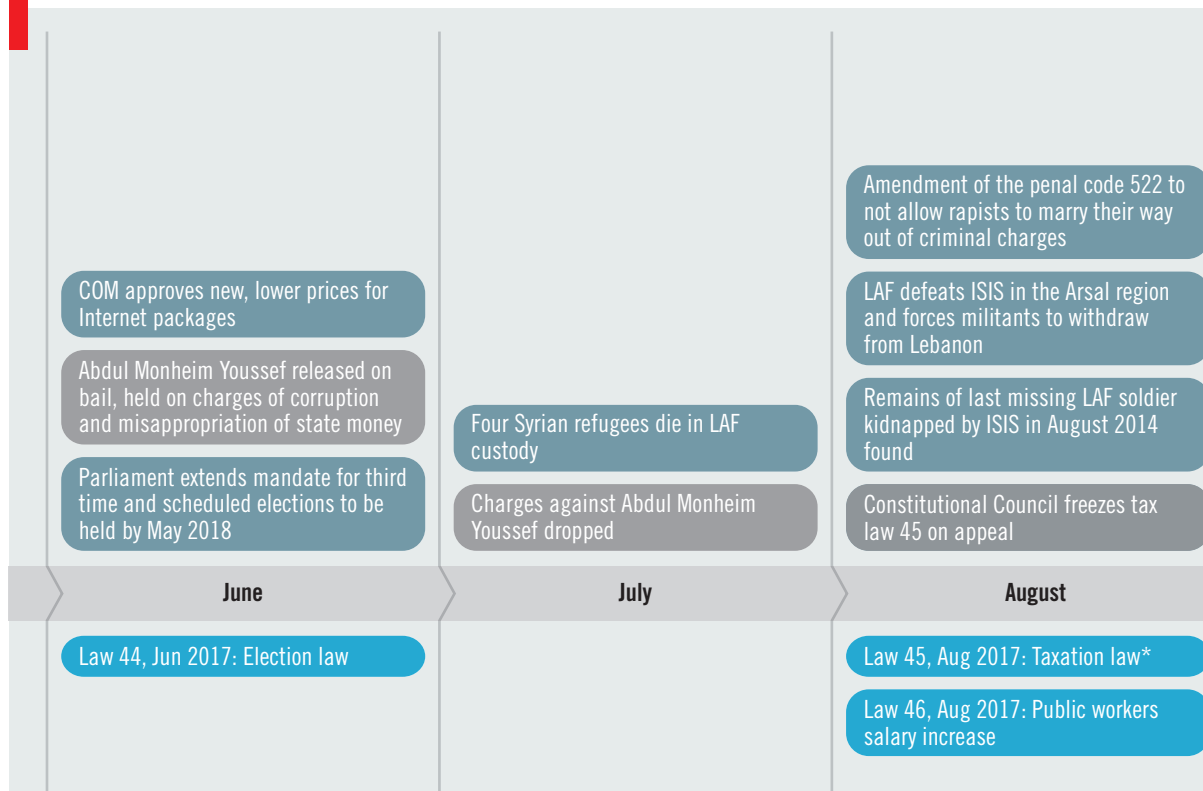 COM approves new, lower prices for
Internet packages
Abdul Monheim Youssef released on
bail, held on charges of corruption
and misappropriation of state money
Parliament extends mandate for third
time and scheduled elections to be
held by May 2018
Four Syrian refugees die in LAF
custody
Charges against Abdul Monheim
Youssef dropped
Amendment of the penal code 522 to
not allow rapists to marry their way
out of criminal charges
LAF defeats ISIS in the Arsal region
and forces militants to withdraw
from Lebanon
Remains of last missing LAF soldier
kidnapped by ISIS in August 2014
found
Constitutional Council freezes tax
law 45 on appeal
June
July
August
Law 44, Jun 2017: Election law
Law 45, Aug 2017: Taxation law*
Law 46, Aug 2017: Public workers
salary increase